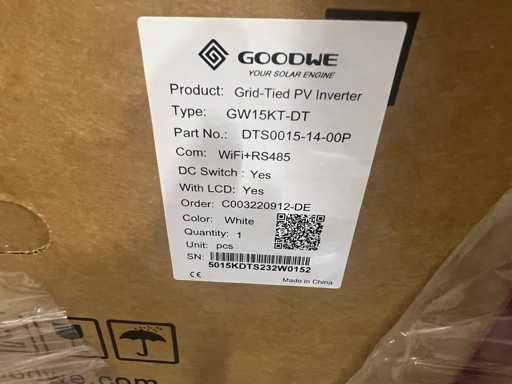 GOODWE
YOUR SOLAR ENGINE
Product: Grid-Tied PV Inverter
Type: GW15KT-DT
Part No.: DTS0015-14-00P
Com: WiFi+RS485
DC Switch : Yes
With LCD: Yes
Order: C003220912-DE
Color: White
Quantity: 1
Unit: pcs
SN:
5015KDTS232W0152
CE Made in China
.com